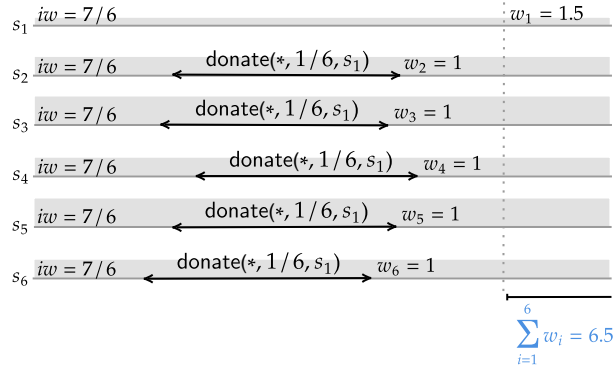 s₁ iw = 7/6 w₁ = 1.5
s₂ iw = 7/6 donate(*, 1/6, s₁) w₂ = 1
s₃ iw = 7/6 donate(*, 1/6, s₁) w₃ = 1
s₄ iw = 7/6 donate(*, 1/6, s₁) w₄ = 1
s₅ iw = 7/6 donate(*, 1/6, s₁) w₅ = 1
s₆ iw = 7/6 donate(*, 1/6, s₁) w₆ = 1
6
∑ wᵢ = 6.5
i=1